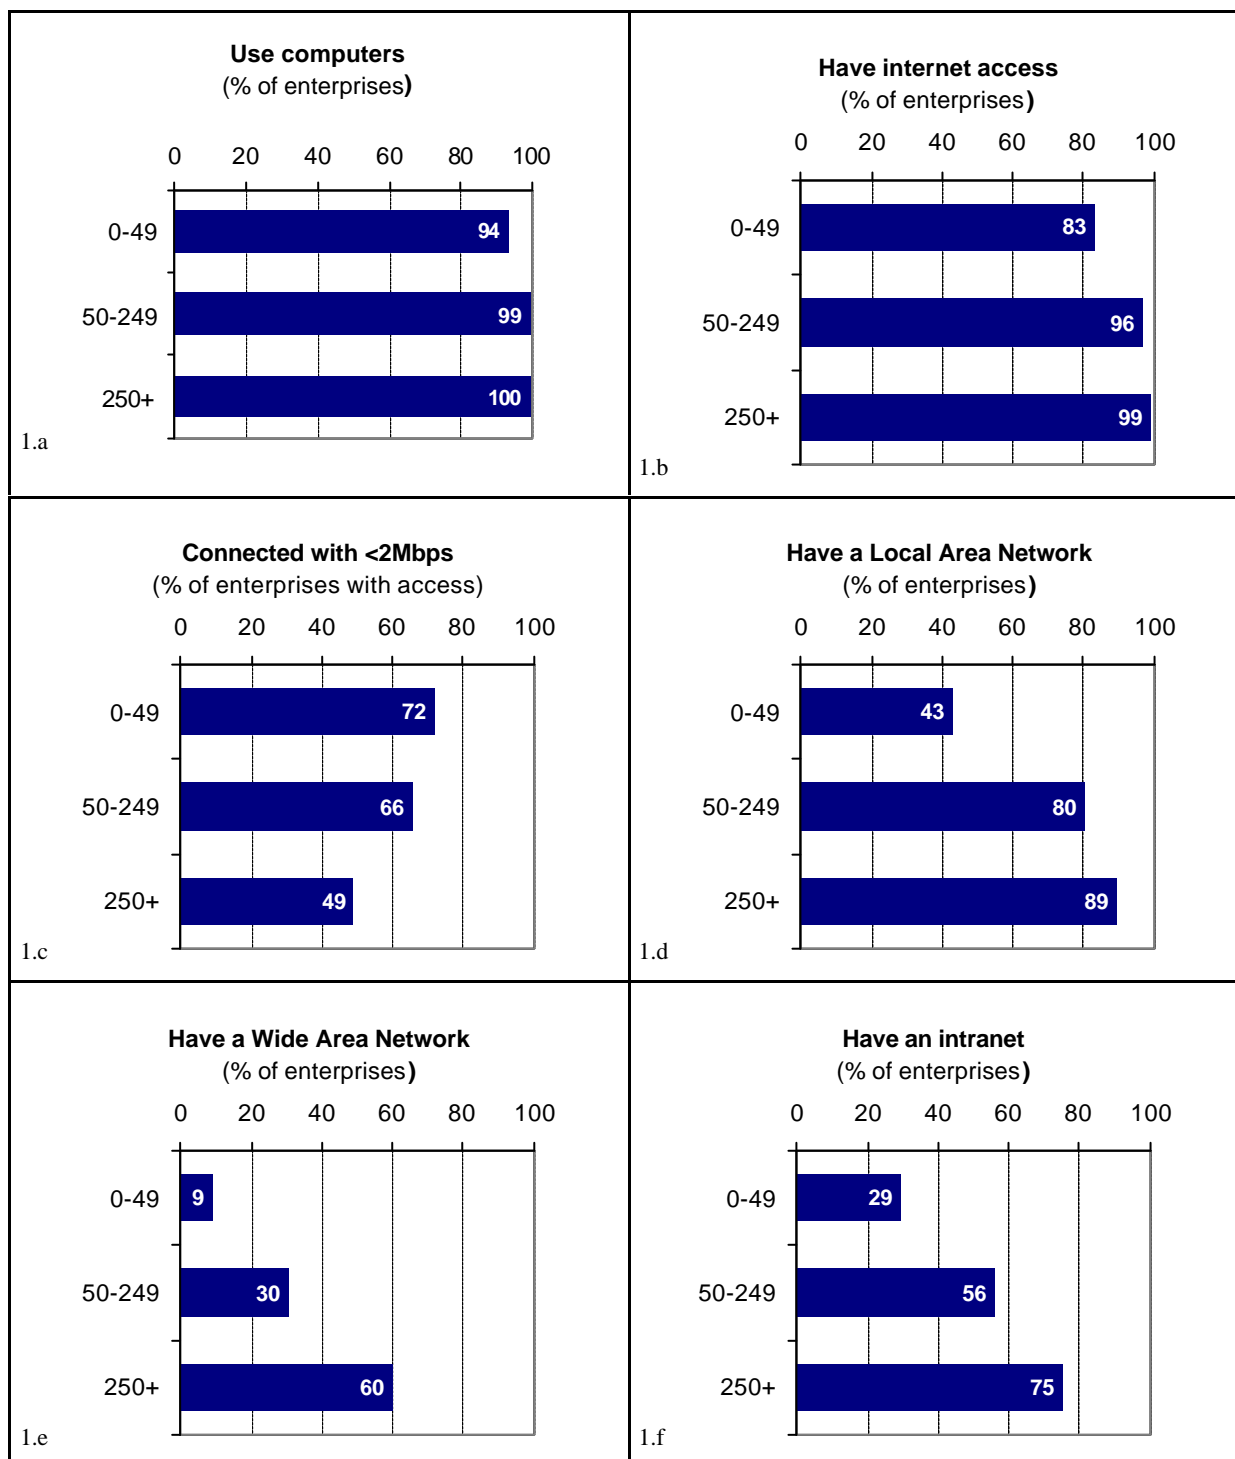 Use computers
(% of enterprises)
0 20 40 60 80 100
0-49 94
50-249 99
250+ 100
1.a
Have internet access
(% of enterprises)
0 20 40 60 80 100
0-49 83
50-249 96
250+ 99
1.b
Connected with <2Mbps
(% of enterprises with access)
0 20 40 60 80 100
0-49 72
50-249 66
250+ 49
1.c
Have a Local Area Network
(% of enterprises)
0 20 40 60 80 100
0-49 43
50-249 80
250+ 89
1.d
Have a Wide Area Network
(% of enterprises)
0 20 40 60 80 100
0-49 9
50-249 30
250+ 60
1.e
Have an intranet
(% of enterprises)
0 20 40 60 80 100
0-49 29
50-249 56
250+ 75
1.f